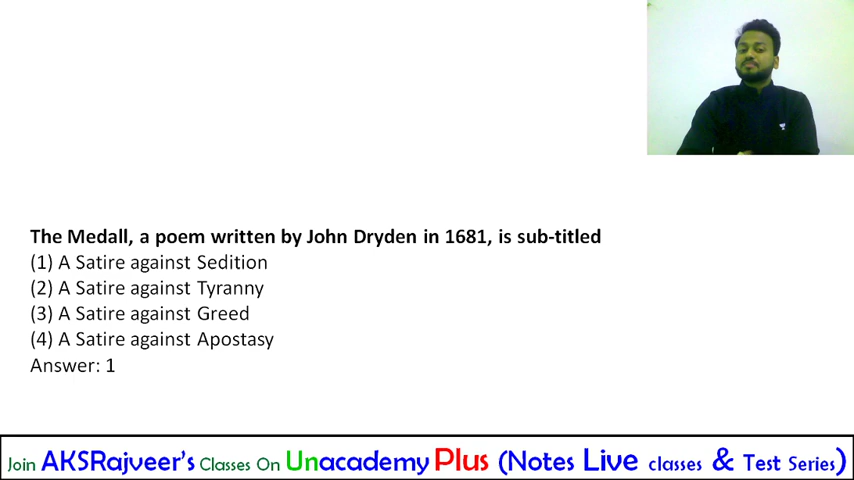 The Medall, a poem written by John Dryden in 1681, is sub-titled
(1) A Satire against Sedition
(2) A Satire against Tyranny
(3) A Satire against Greed
(4) A Satire against Apostasy
Answer: 1
Join AKSRajveer's Classes On Unacademy Plus (Notes Live classes & Test Series)